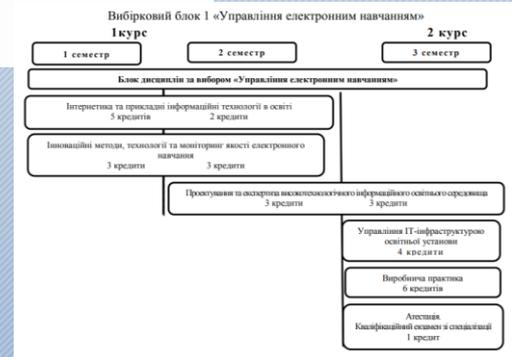 Вибірковий блок 1 «Управління електронним навчанням»
1курс 2 курс
1 семестр 2 семестр 3 семестр
Блок дисциплін за вибором «Управління електронним навчанням»
Інтернетика та прикладні інформаційні технології в освіті
5 кредити 2 кредити
Інноваційні методи, технології та моніторинг якості електронного
навчання
3 кредити 3 кредити
Проектування та експертиза високотехнологічного інформаційного освітнього середовища
3 кредити 3 кредити
Управління ІТ-інфраструктурою
освітньої установи
4 кредити
Виробнича практика
6 кредитів
Атестація.
Кваліфікаційний екзамен зі спеціалізації
1 кредит